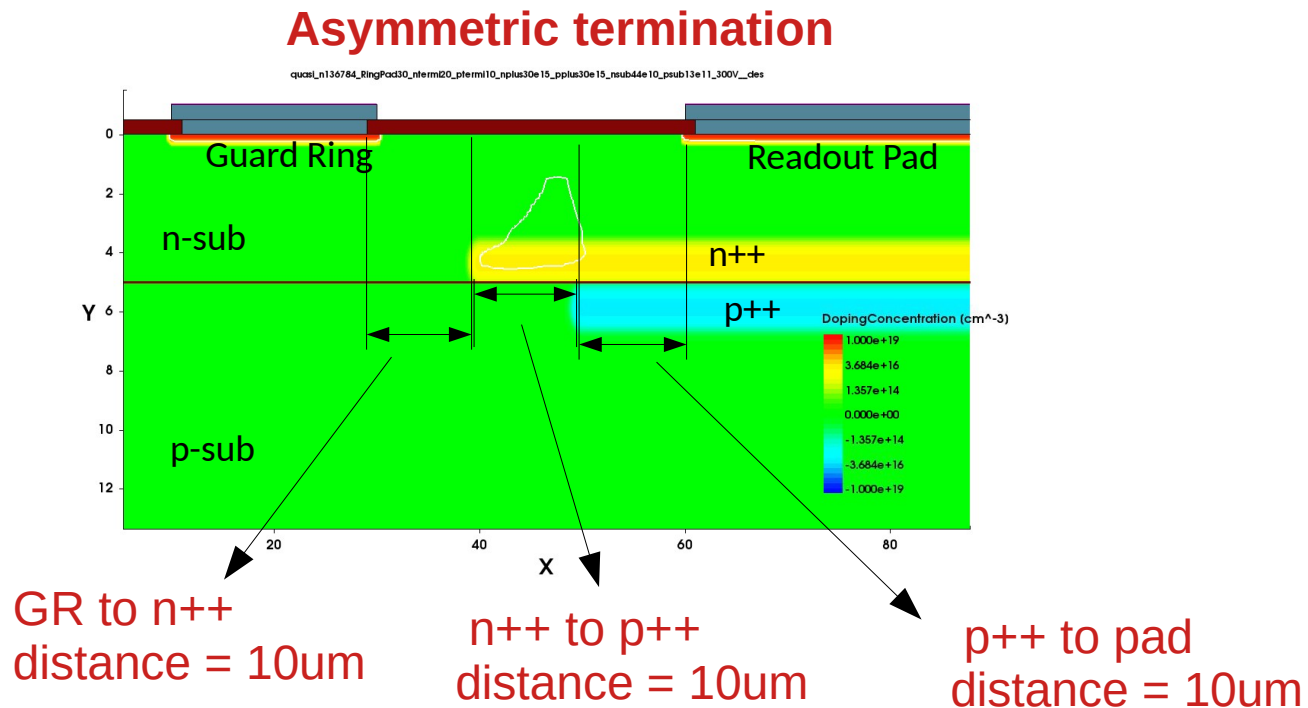 Asymmetric termination
quasi_n136784_RingPad30_ntermi20_ptermi10_nplus30e15_pplus30e15_nsub44e10_psub13e11_300V__des
0
Guard Ring
Readout Pad
2
n-sub
4
n++
Y
6
p++
DopingConcentration (cm^-3)
1.000e+19
3.684e+16
1.357e+14
0.000e+00
-1.357e+14
-3.684e+16
-1.000e+19
8
10
p-sub
12
20
40
60
80
X
GR to n++
distance = 10um
n++ to p++
distance = 10um
p++ to pad
distance = 10um